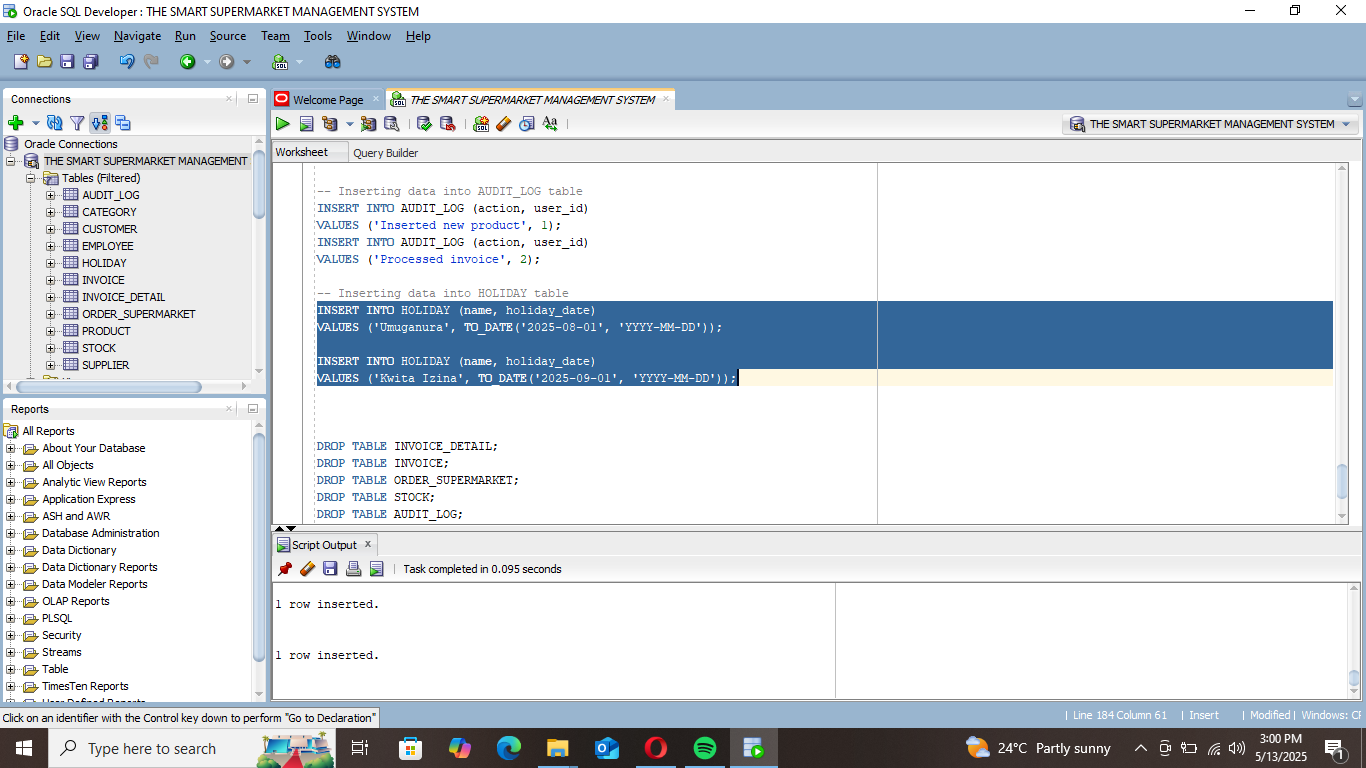 Oracle SQL Developer : THE SMART SUPERMARKET MANAGEMENT SYSTEM
File Edit View Navigate Run Source Team Tools Window Help
Connections
Oracle Connections
THE SMART SUPERMARKET MANAGEMENT
Tables (Filtered)
AUDIT_LOG
CATEGORY
CUSTOMER
EMPLOYEE
HOLIDAY
INVOICE
INVOICE_DETAIL
ORDER_SUPERMARKET
PRODUCT
STOCK
SUPPLIER
Reports
All Reports
About Your Database
All Objects
Analytic View Reports
Application Express
ASH and AWR
Database Administration
Data Dictionary
Data Dictionary Reports
Data Modeler Reports
OLAP Reports
PLSQL
Security
Streams
Table
TimesTen Reports
Welcome Page
THE SMART SUPERMARKET MANAGEMENT SYSTEM
THE SMART SUPERMARKET MANAGEMENT SYSTEM
Worksheet Query Builder
-- Inserting data into AUDIT_LOG table
INSERT INTO AUDIT_LOG (action, user_id)
VALUES ('Inserted new product', 1);
INSERT INTO AUDIT_LOG (action, user_id)
VALUES ('Processed invoice', 2);
-- Inserting data into HOLIDAY table
INSERT INTO HOLIDAY (name, holiday_date)
VALUES ('Umuganura', TO_DATE('2025-08-01', 'YYYY-MM-DD'));
INSERT INTO HOLIDAY (name, holiday_date)
VALUES ('Kwita Izina', TO_DATE('2025-09-01', 'YYYY-MM-DD'));
DROP TABLE INVOICE_DETAIL;
DROP TABLE INVOICE;
DROP TABLE ORDER_SUPERMARKET;
DROP TABLE STOCK;
DROP TABLE AUDIT_LOG;
Script Output
Task completed in 0.095 seconds
1 row inserted.
1 row inserted.
Click on an identifier with the Control key down to perform "Go to Declaration"
Line 184 Column 61 Insert Modified Windows: CF
Type here to search
24°C Partly sunny
3:00 PM
5/13/2025
1